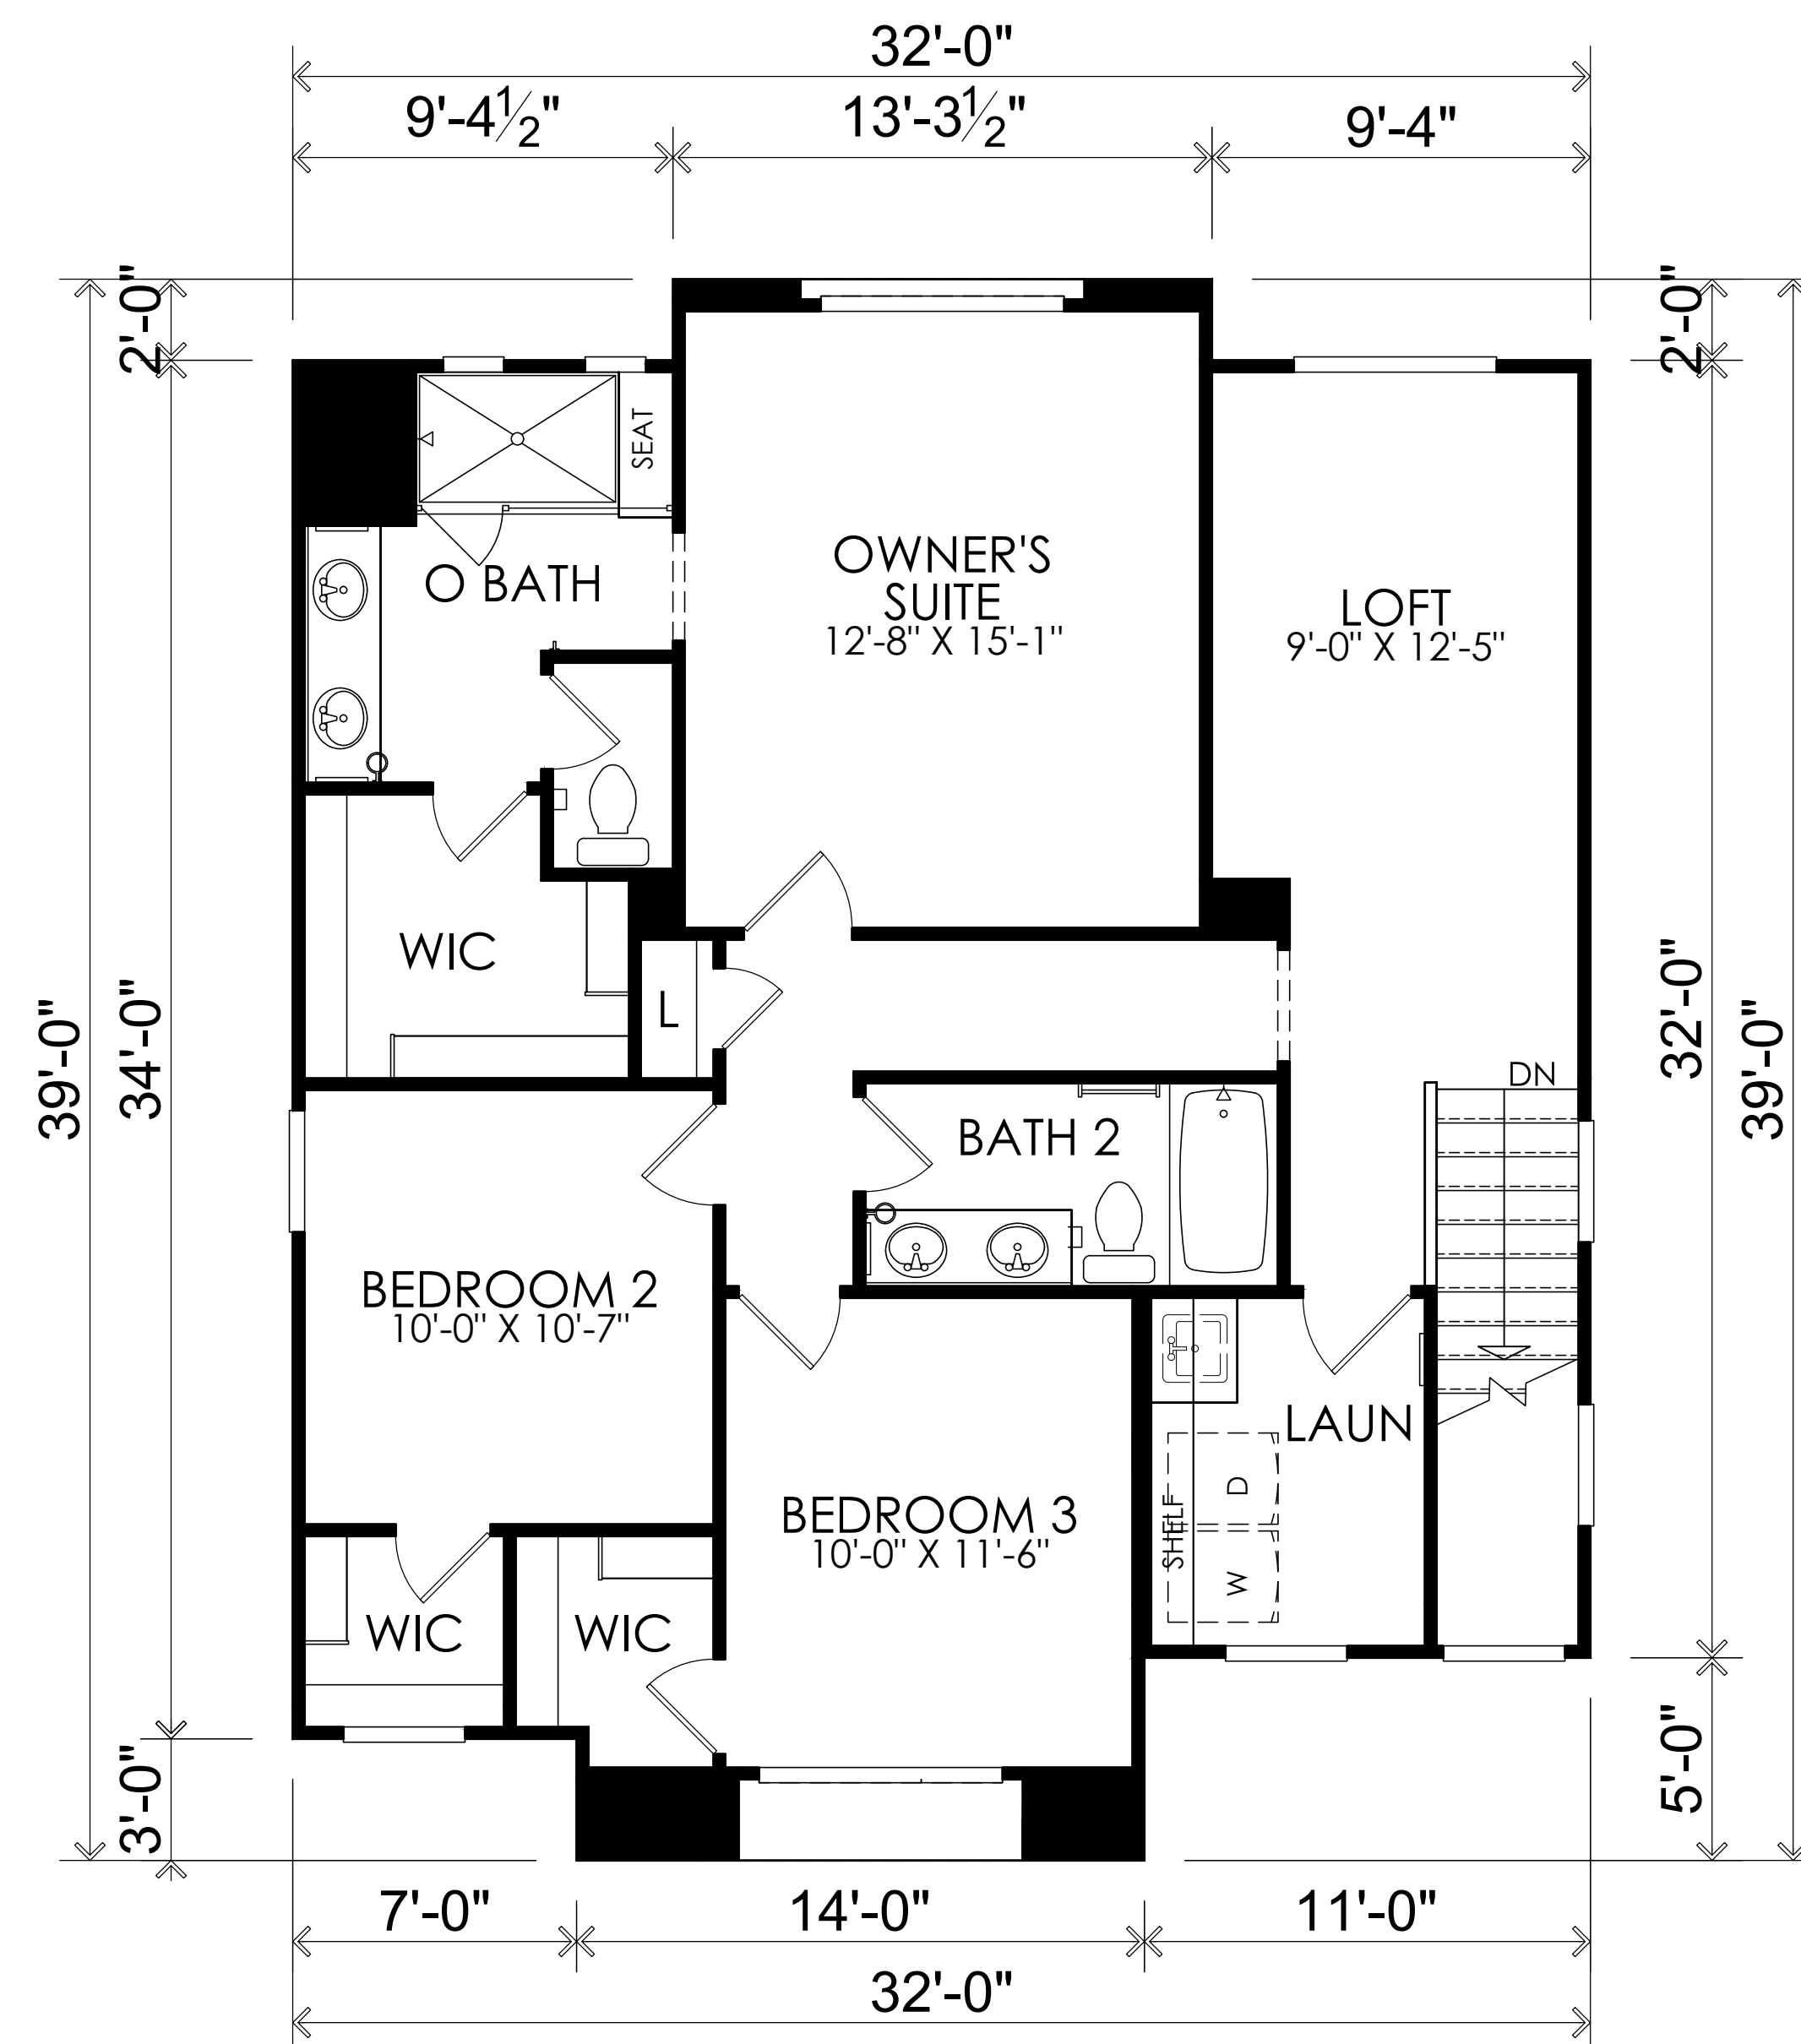 32'-0"
9'-4½"
13'-3½"
9'-4"
2'-0"
2'-0"
SEAT
O BATH
OWNER'S
SUITE
12'-8" X 15'-1"
LOFT
9'-0" X 12'-5"
WIC
L
39'-0"
34'-0"
32'-0"
39'-0"
DN
BATH 2
BEDROOM 2
10'-0" X 10'-7"
LAUN
D
SHELF
W
BEDROOM 3
10'-0" X 11'-6"
WIC
WIC
3'-0"
5'-0"
7'-0"
14'-0"
11'-0"
32'-0"